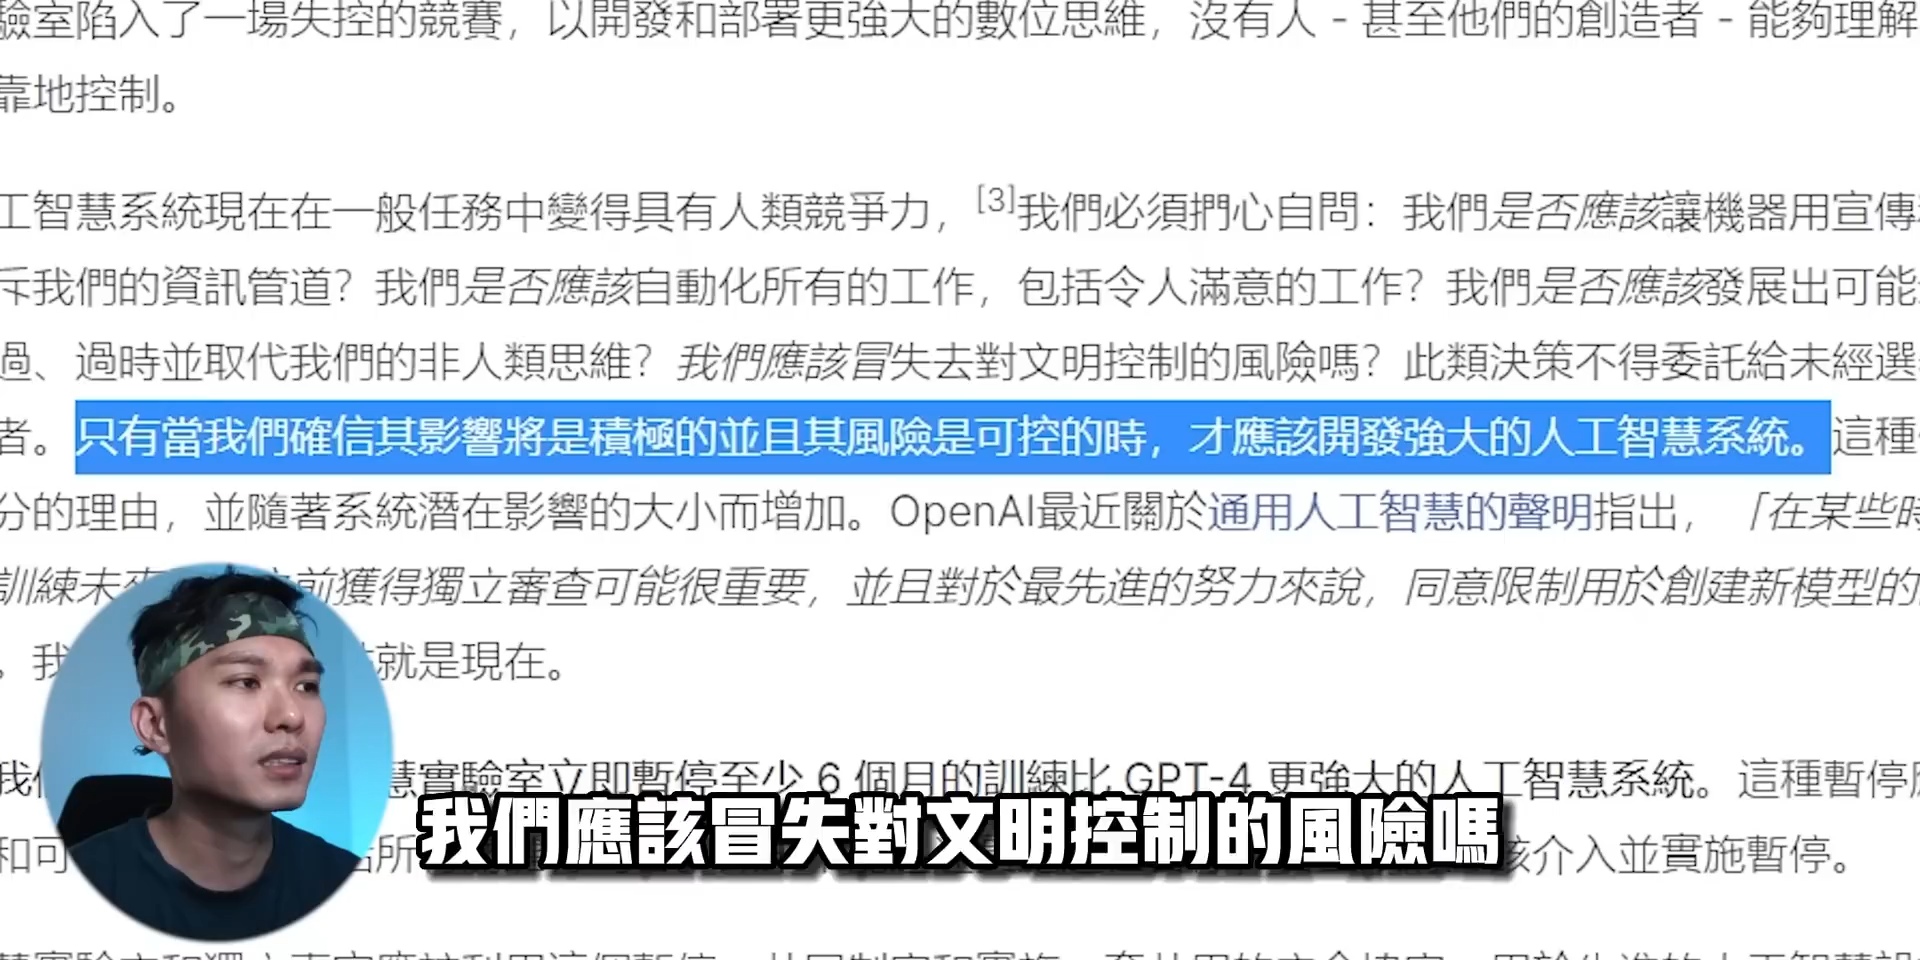 驗室陷入了一場失控的競賽，以開發和部署更強大的數位思維，沒有人 - 甚至他們的創造者 - 能夠理解
靠地控制。
工智慧系統現在在一般任務中變得具有人類競爭力，[3]我們必須捫心自問：我們是否應該讓機器用宣傳
斥我們的資訊管道？我們是否應該自動化所有的工作，包括令人滿意的工作？我們是否應該發展出可能
過、過時並取代我們的非人類思維？我們應該冒失去對文明控制的風險嗎？此類決策不得委託給未經選
者。只有當我們確信其影響將是積極的並且其風險是可控的時，才應該開發強大的人工智慧系統。這種
分的理由，並隨著系統潛在影響的大小而增加。OpenAI最近關於通用人工智慧的聲明指出，「在某些時
訓練未 前獲得獨立審查可能很重要，並且對於最先進的努力來說，同意限制用於創建新模型的
。我 就是現在。
我 慧實驗室立即暫停至少 6 個月的訓練比 GPT-4 更強大的人工智慧系統。這種暫停
和可 所 介入並實施暫停。
我們應該冒失對文明控制的風險嗎